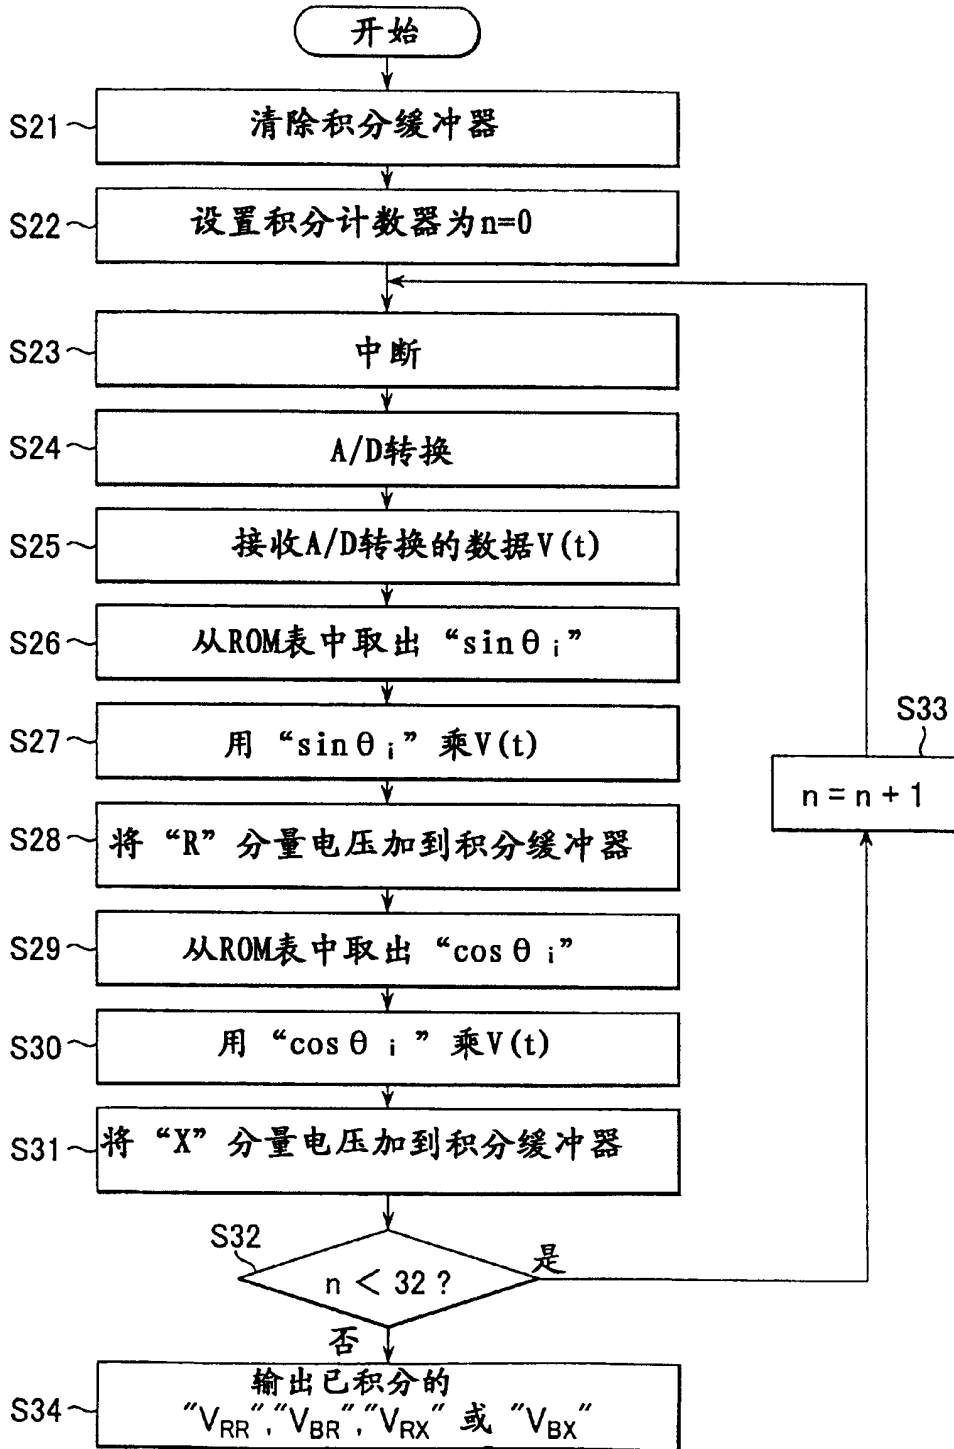 开始
S21
清除积分缓冲器
S22
设置积分计数器为n=0
S23
中断
S24
A/D转换
S25
接收A/D转换的数据V(t)
S26
从ROM表中取出“sinθi”
S27
用“sinθi”乘V(t)
S28
将“R”分量电压加到积分缓冲器
S29
从ROM表中取出“cosθi”
S30
用“cosθi”乘V(t)
S31
将“X”分量电压加到积分缓冲器
S32
n < 32 ?
是
S33
n = n + 1
否
S34
输出已积分的
"VRR","VBR","VRX" 或 "VBX"